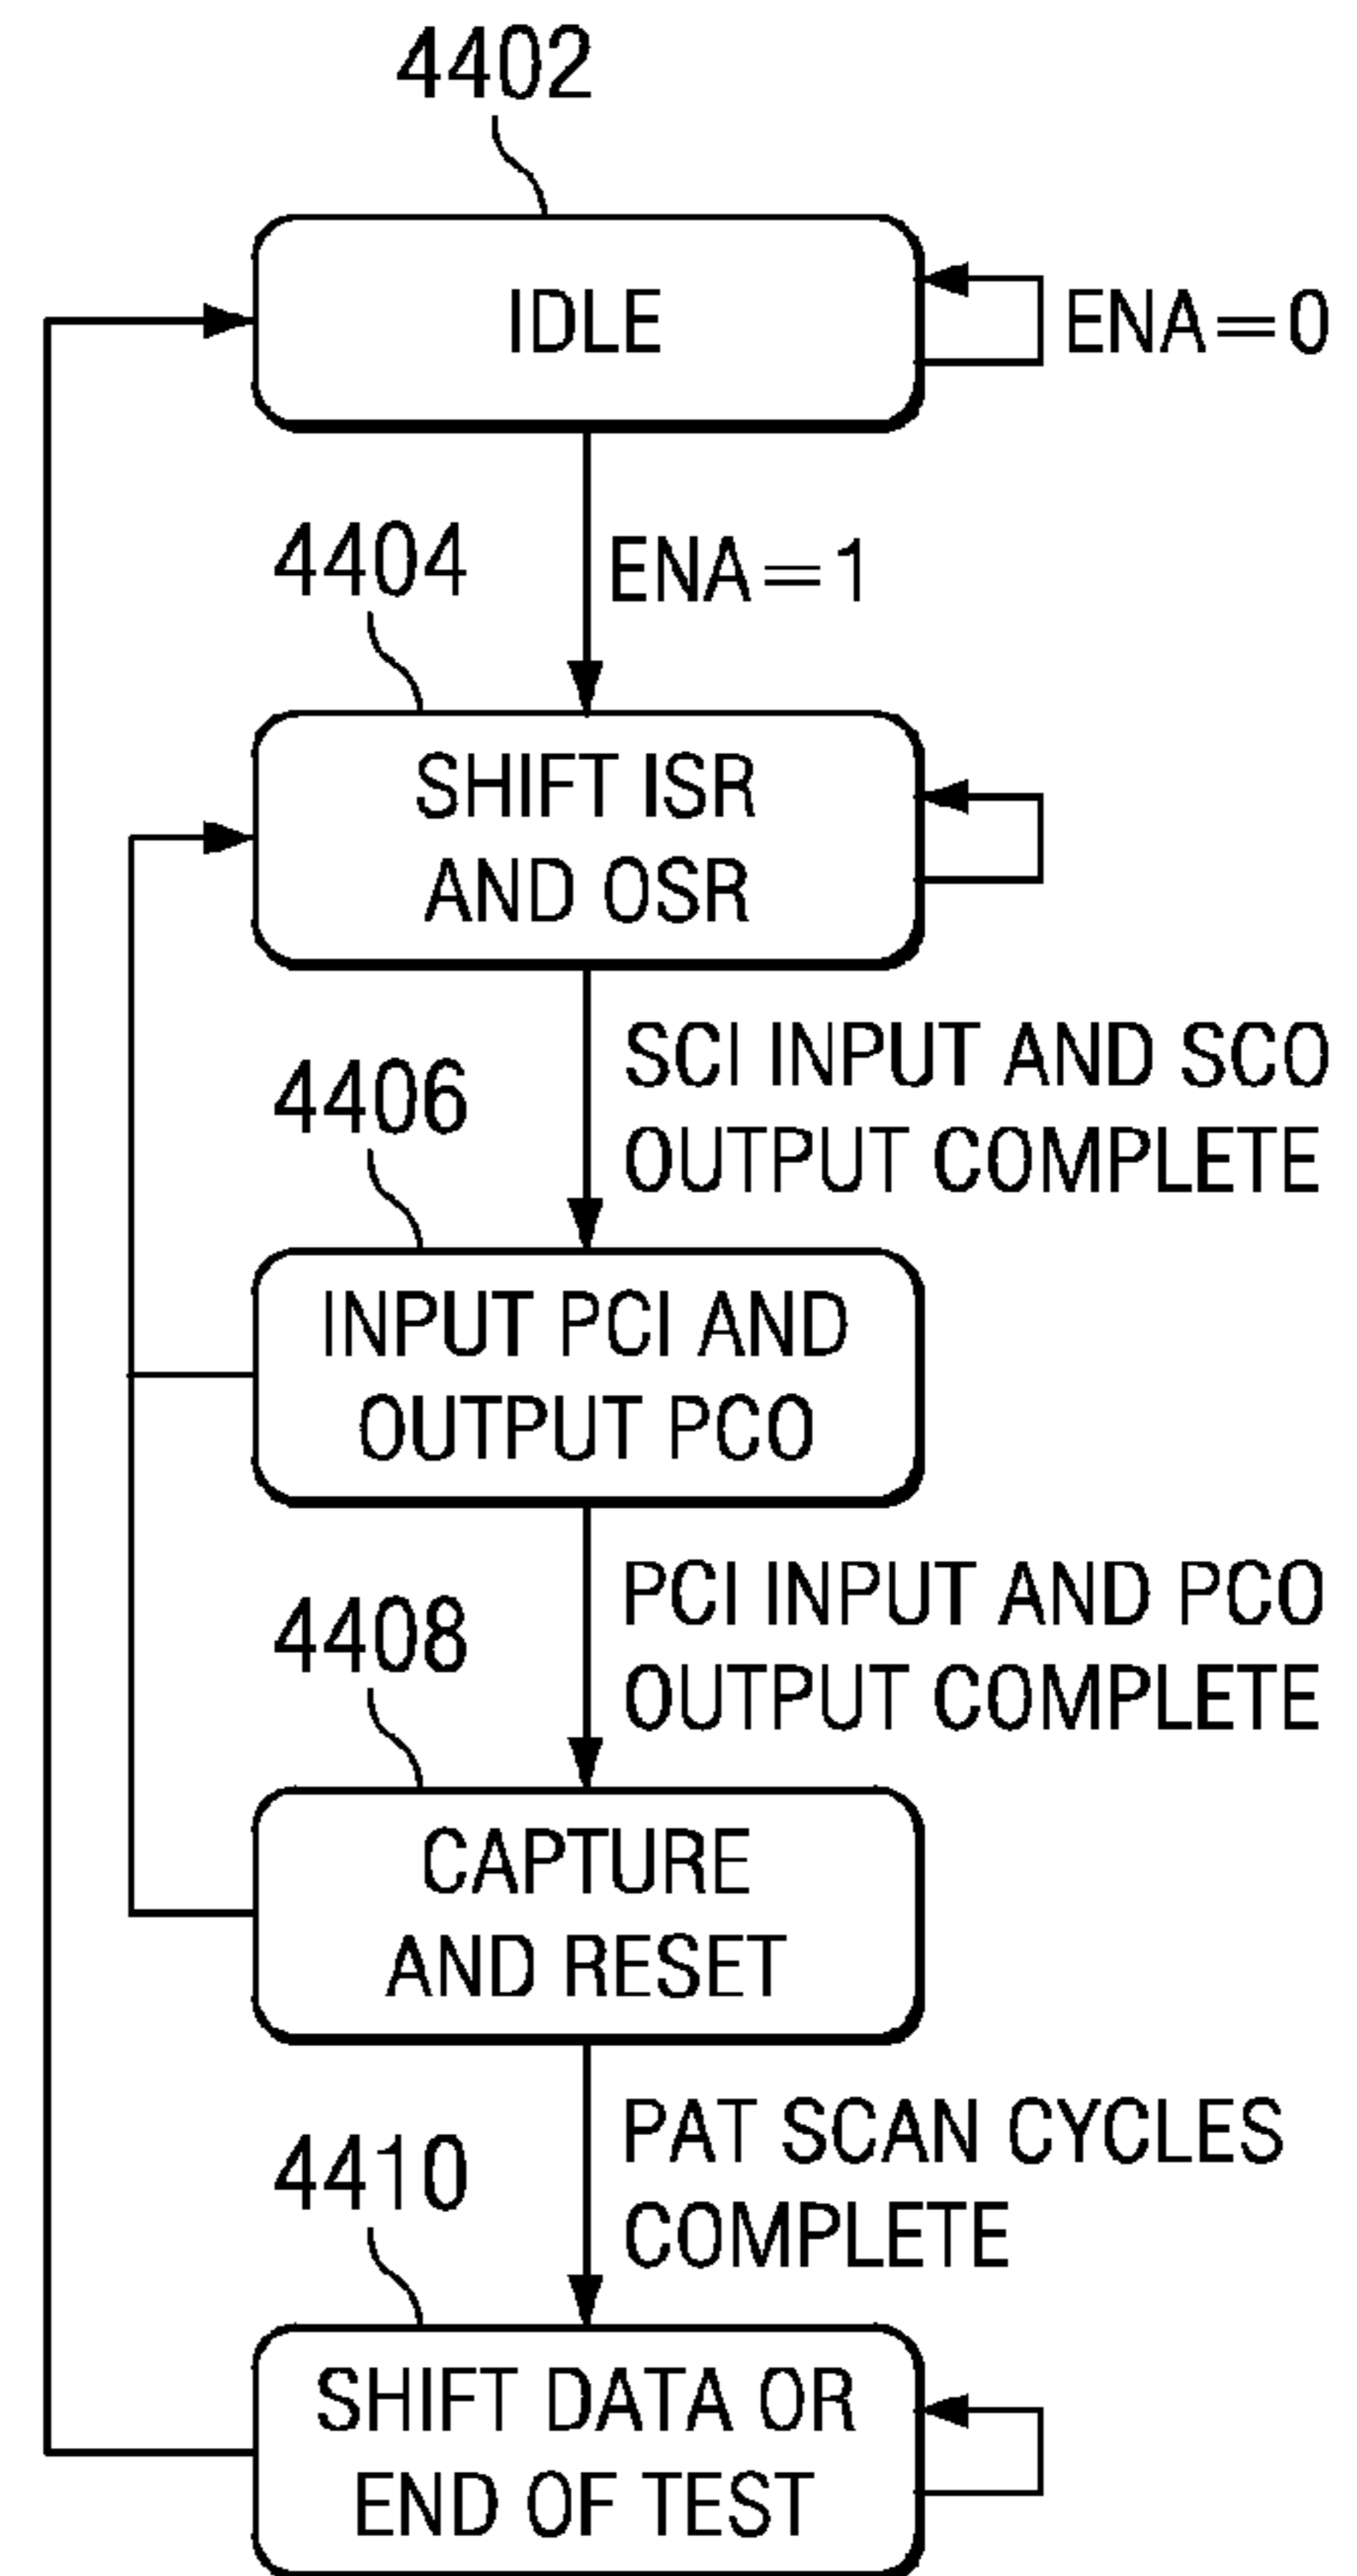 4402
IDLE
ENA=0
4404
ENA=1
SHIFT ISR
AND OSR
4406
SCI INPUT AND SCO
OUTPUT COMPLETE
INPUT PCI AND
OUTPUT PCO
4408
PCI INPUT AND PCO
OUTPUT COMPLETE
CAPTURE
AND RESET
4410
PAT SCAN CYCLES
COMPLETE
SHIFT DATA OR
END OF TEST